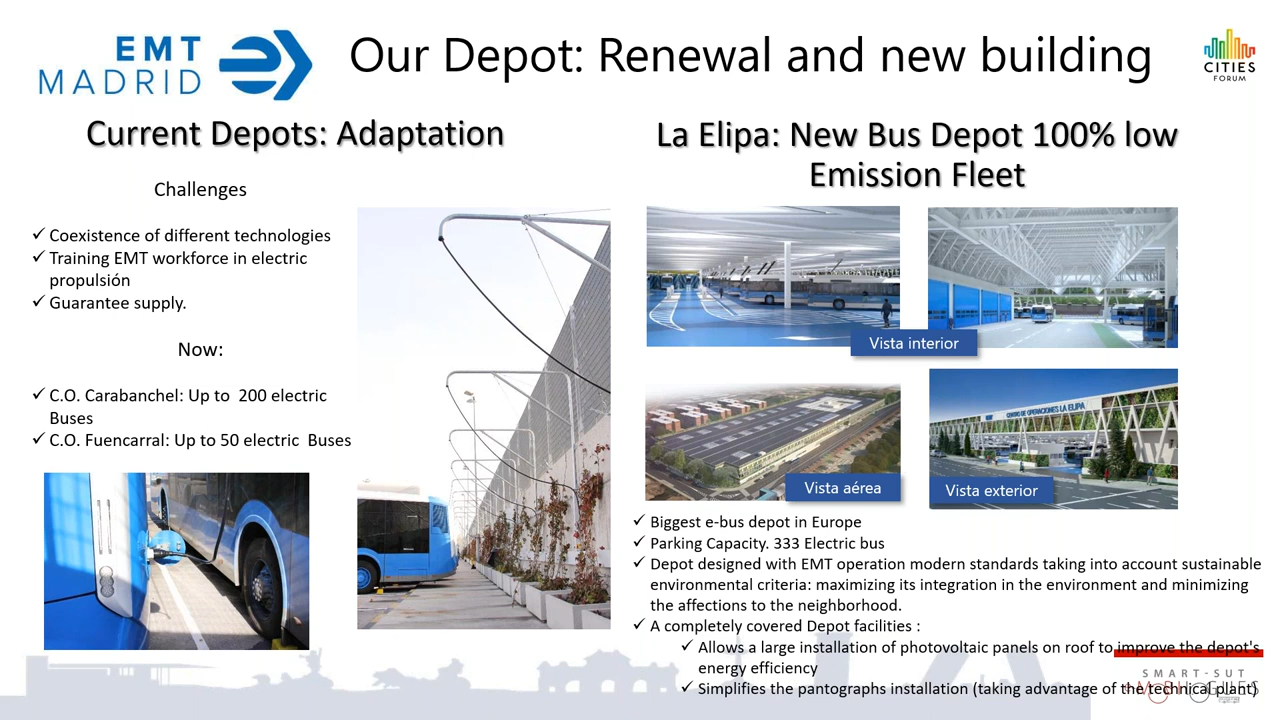 EMT
MADRID
Our Depot: Renewal and new building
CITIES
FORUM
Current Depots: Adaptation
Challenges
✓ Coexistence of different technologies
✓ Training EMT workforce in electric
propulsión
✓ Guarantee supply.
Now:
✓ C.O. Carabanchel: Up to 200 electric
Buses
✓ C.O. Fuencarral: Up to 50 electric Buses
La Elipa: New Bus Depot 100% low
Emission Fleet
Vista interior
CENTRO DE OPERACIONES LA ELIPA
Vista aérea
Vista exterior
✓ Biggest e-bus depot in Europe
✓ Parking Capacity. 333 Electric bus
✓ Depot designed with EMT operation modern standards taking into account sustainable
environmental criteria: maximizing its integration in the environment and minimizing
the affections to the neighborhood.
✓ A completely covered Depot facilities :
✓ Allows a large installation of photovoltaic panels on roof to improve the depot's
energy efficiency
✓ Simplifies the pantographs installation (taking advantage of the technical plant)
SMART-SUT